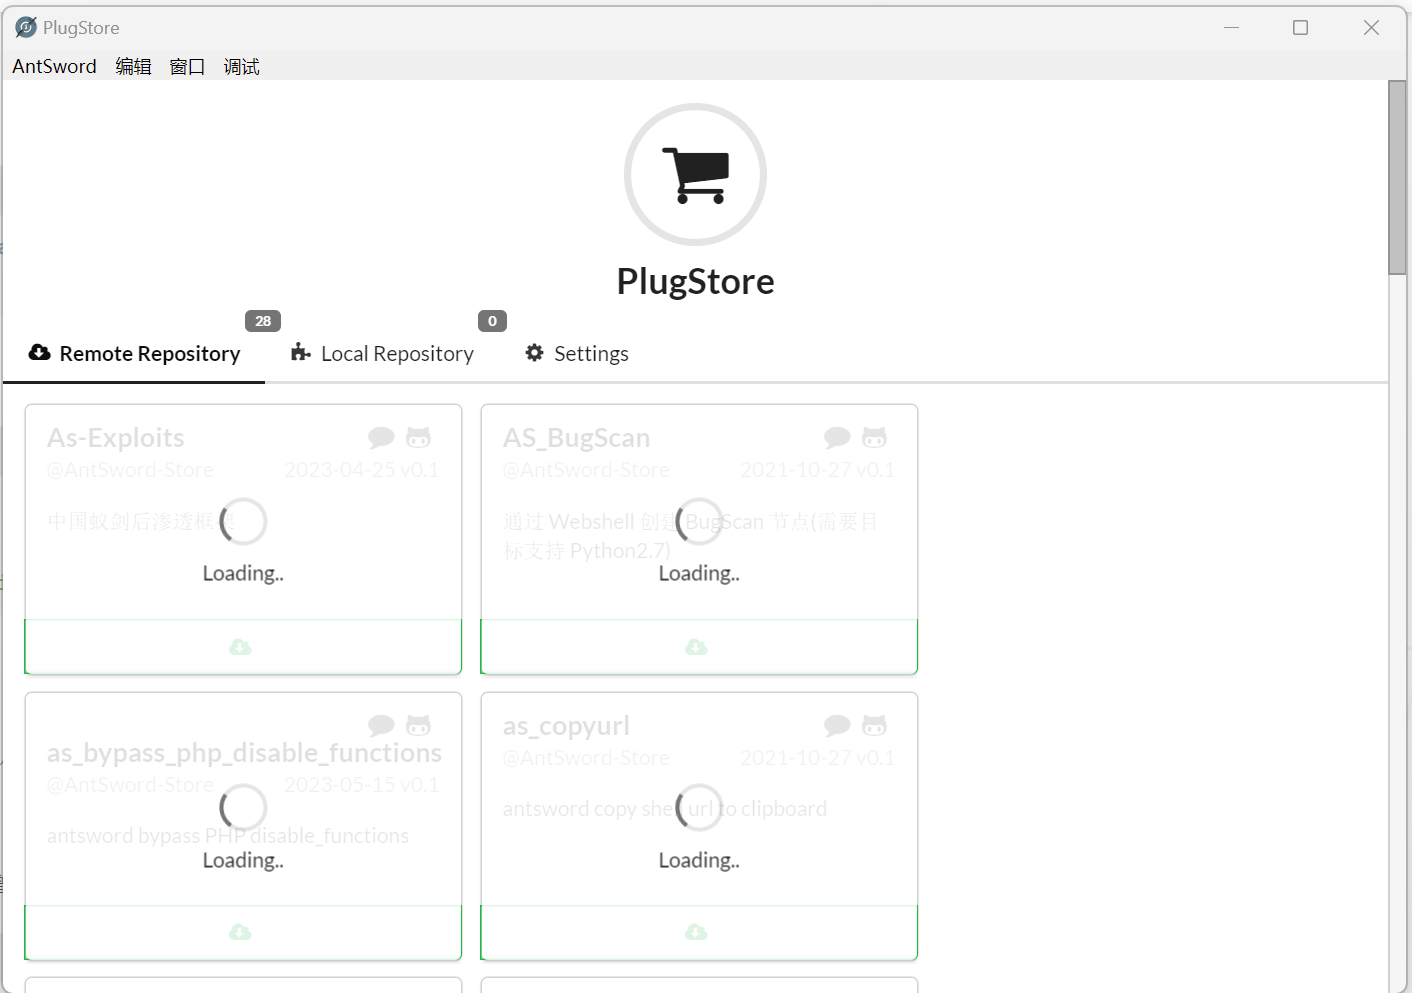 PlugStore
AntSword 编辑 窗口 调试
PlugStore
28
0
Remote Repository Local Repository Settings
As-Exploits
@AntSword-Store 2023-04-25 v0.1
中国蚁剑后渗透框架
Loading..
AS_BugScan
@AntSword-Store 2021-10-27 v0.1
通过 Webshell 创建 BugScan 节点(需要目
标支持 Python2.7)
Loading..
as_bypass_php_disable_functions
@AntSword-Store 2023-05-15 v0.1
antsword bypass PHP disable_functions
Loading..
as_copyurl
@AntSword-Store 2021-10-27 v0.1
antsword copy shell url to clipboard
Loading..